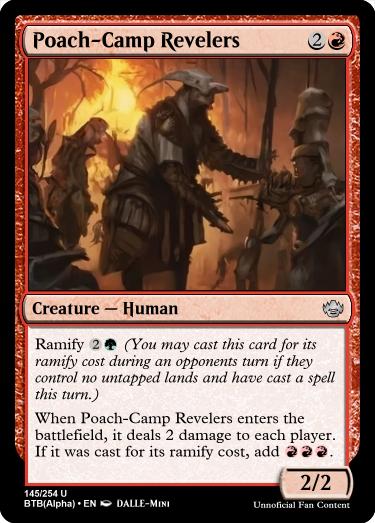 Poach-Camp Revelers 2
Creature — Human
Ramify 2 (You may cast this card for its
ramify cost during an opponents turn if they
control no untapped lands and have cast a spell
this turn.)
When Poach-Camp Revelers enters the
battlefield, it deals 2 damage to each player.
If it was cast for its ramify cost, add .
2/2
145/254 U
BTB(Alpha) • EN DALLE-Mini
Unnoficial Fan Content